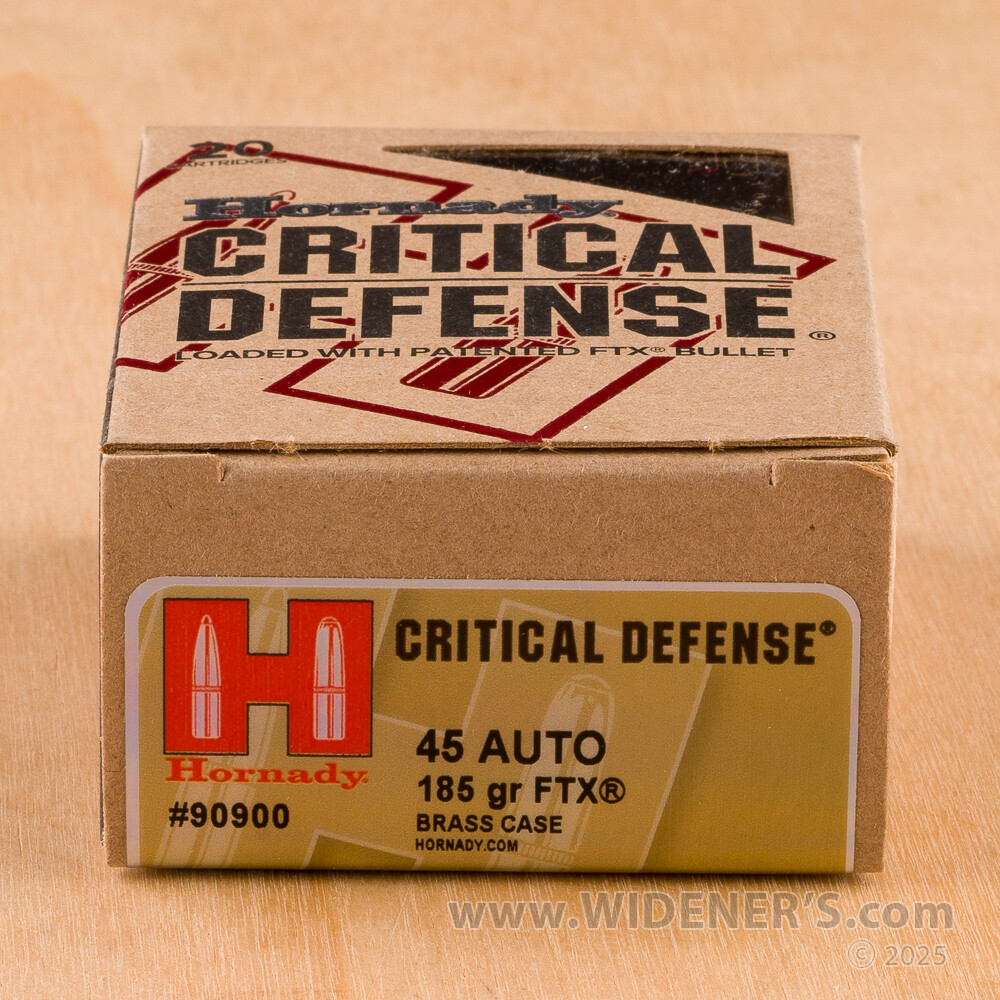 20
CARTRIDGES
Hornady
CRITICAL
DEFENSE®
LOADED WITH PATENTED FTX® BULLET
H
Hornady
#90900
CRITICAL DEFENSE®
45 AUTO
185 gr FTX®
BRASS CASE
HORNADY.COM
www.WIDENER'S.com
© 2025